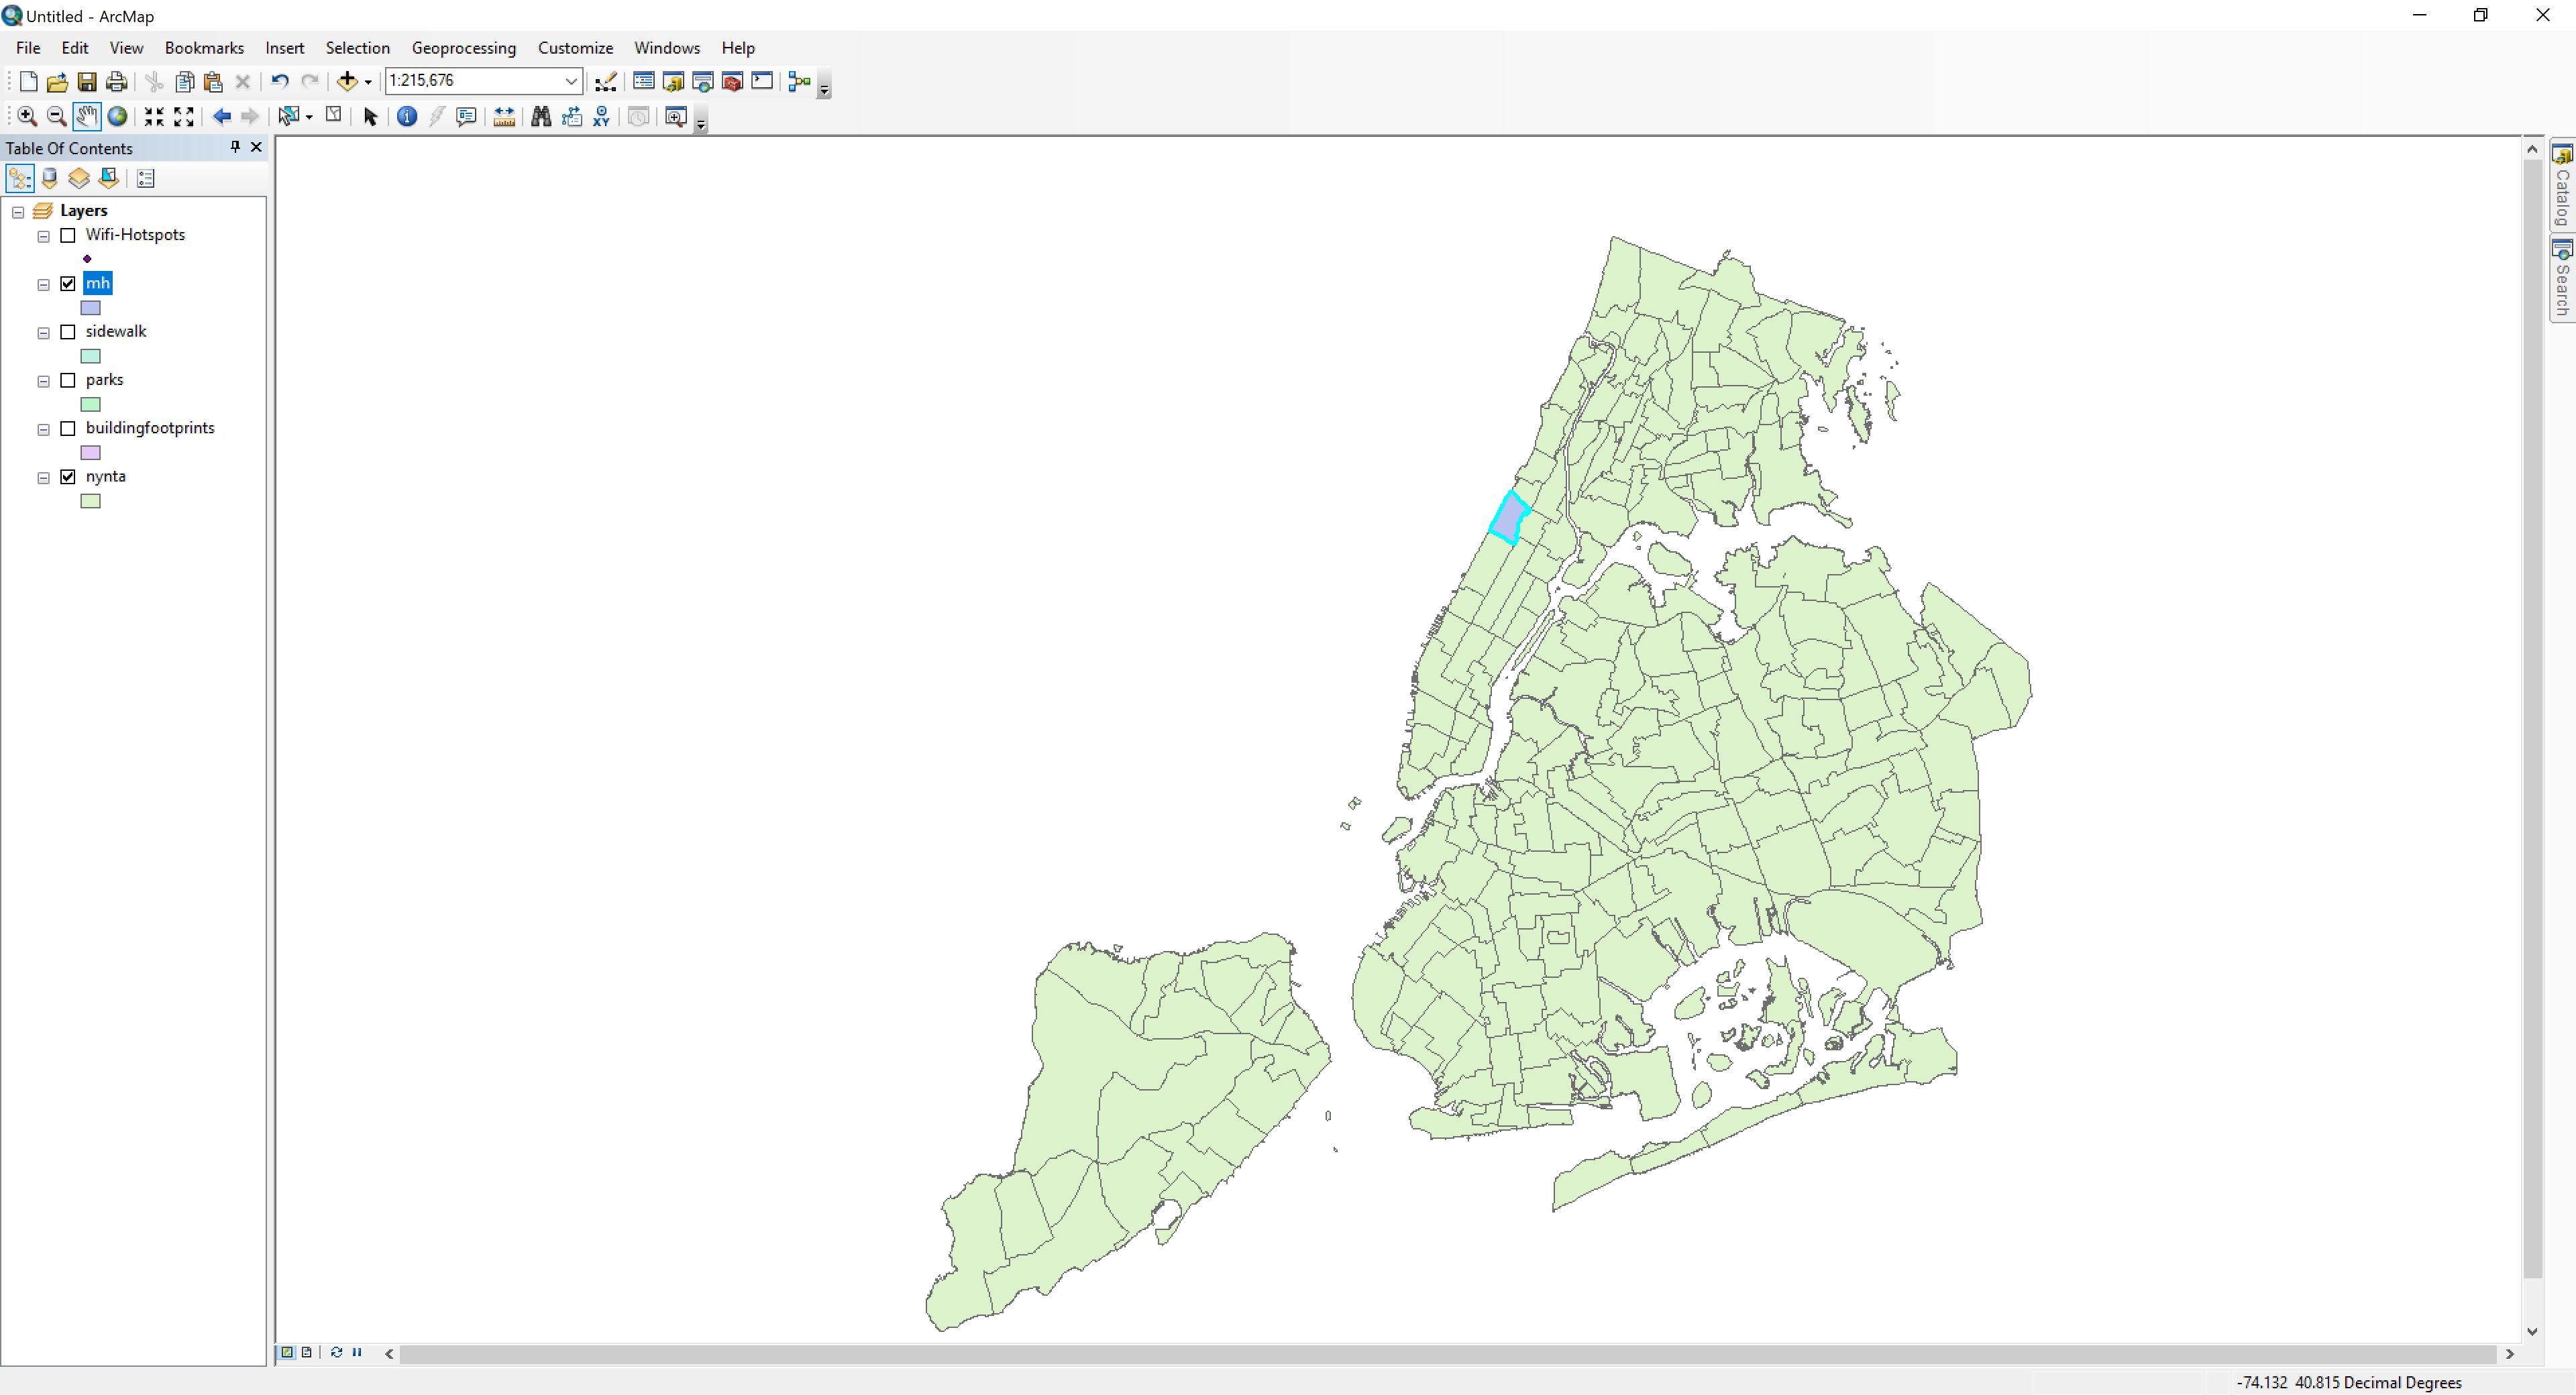 Untitled - ArcMap
File Edit View Bookmarks Insert Selection Geoprocessing Customize Windows Help
1:215,676
XY
Table Of Contents
Layers
Wifi-Hotspots
mh
sidewalk
parks
buildingfootprints
nynta
Catalog
Search
-74.132 40.815 Decimal Degrees